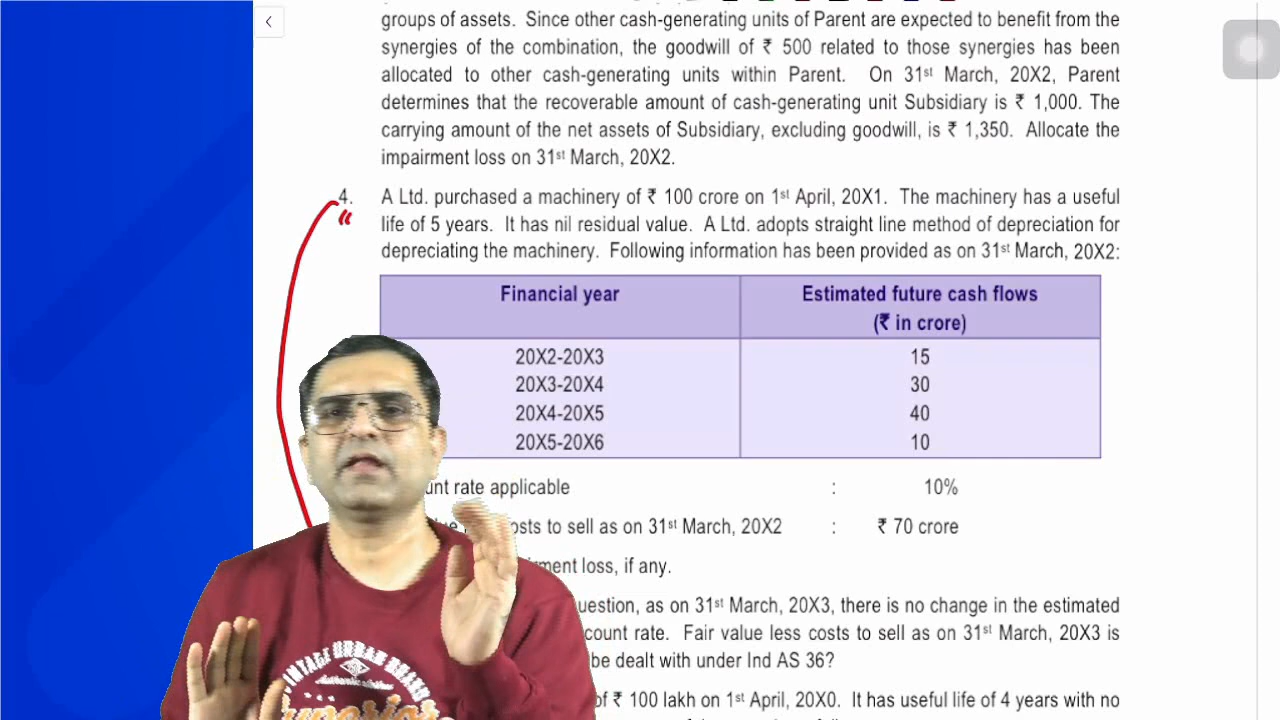 groups of assets. Since other cash-generating units of Parent are expected to benefit from the
synergies of the combination, the goodwill of ₹ 500 related to those synergies has been
allocated to other cash-generating units within Parent. On 31st March, 20X2, Parent
determines that the recoverable amount of cash-generating unit Subsidiary is ₹ 1,000. The
carrying amount of the net assets of Subsidiary, excluding goodwill, is ₹ 1,350. Allocate the
impairment loss on 31st March, 20X2.
4. A Ltd. purchased a machinery of ₹ 100 crore on 1st April, 20X1. The machinery has a useful
life of 5 years. It has nil residual value. A Ltd. adopts straight line method of depreciation for
depreciating the machinery. Following information has been provided as on 31st March, 20X2:
Financial year Estimated future cash flows
(₹ in crore)
20X2-20X3 15
20X3-20X4 30
20X4-20X5 40
20X5-20X6 10
rate applicable : 10%
to sell as on 31st March, 20X2 : ₹ 70 crore
loss, if any.
as on 31st March, 20X3, there is no change in the estimated
rate. Fair value less costs to sell as on 31st March, 20X3 is
be dealt with under Ind AS 36?
of ₹ 100 lakh on 1st April, 20X0. It has useful life of 4 years with no